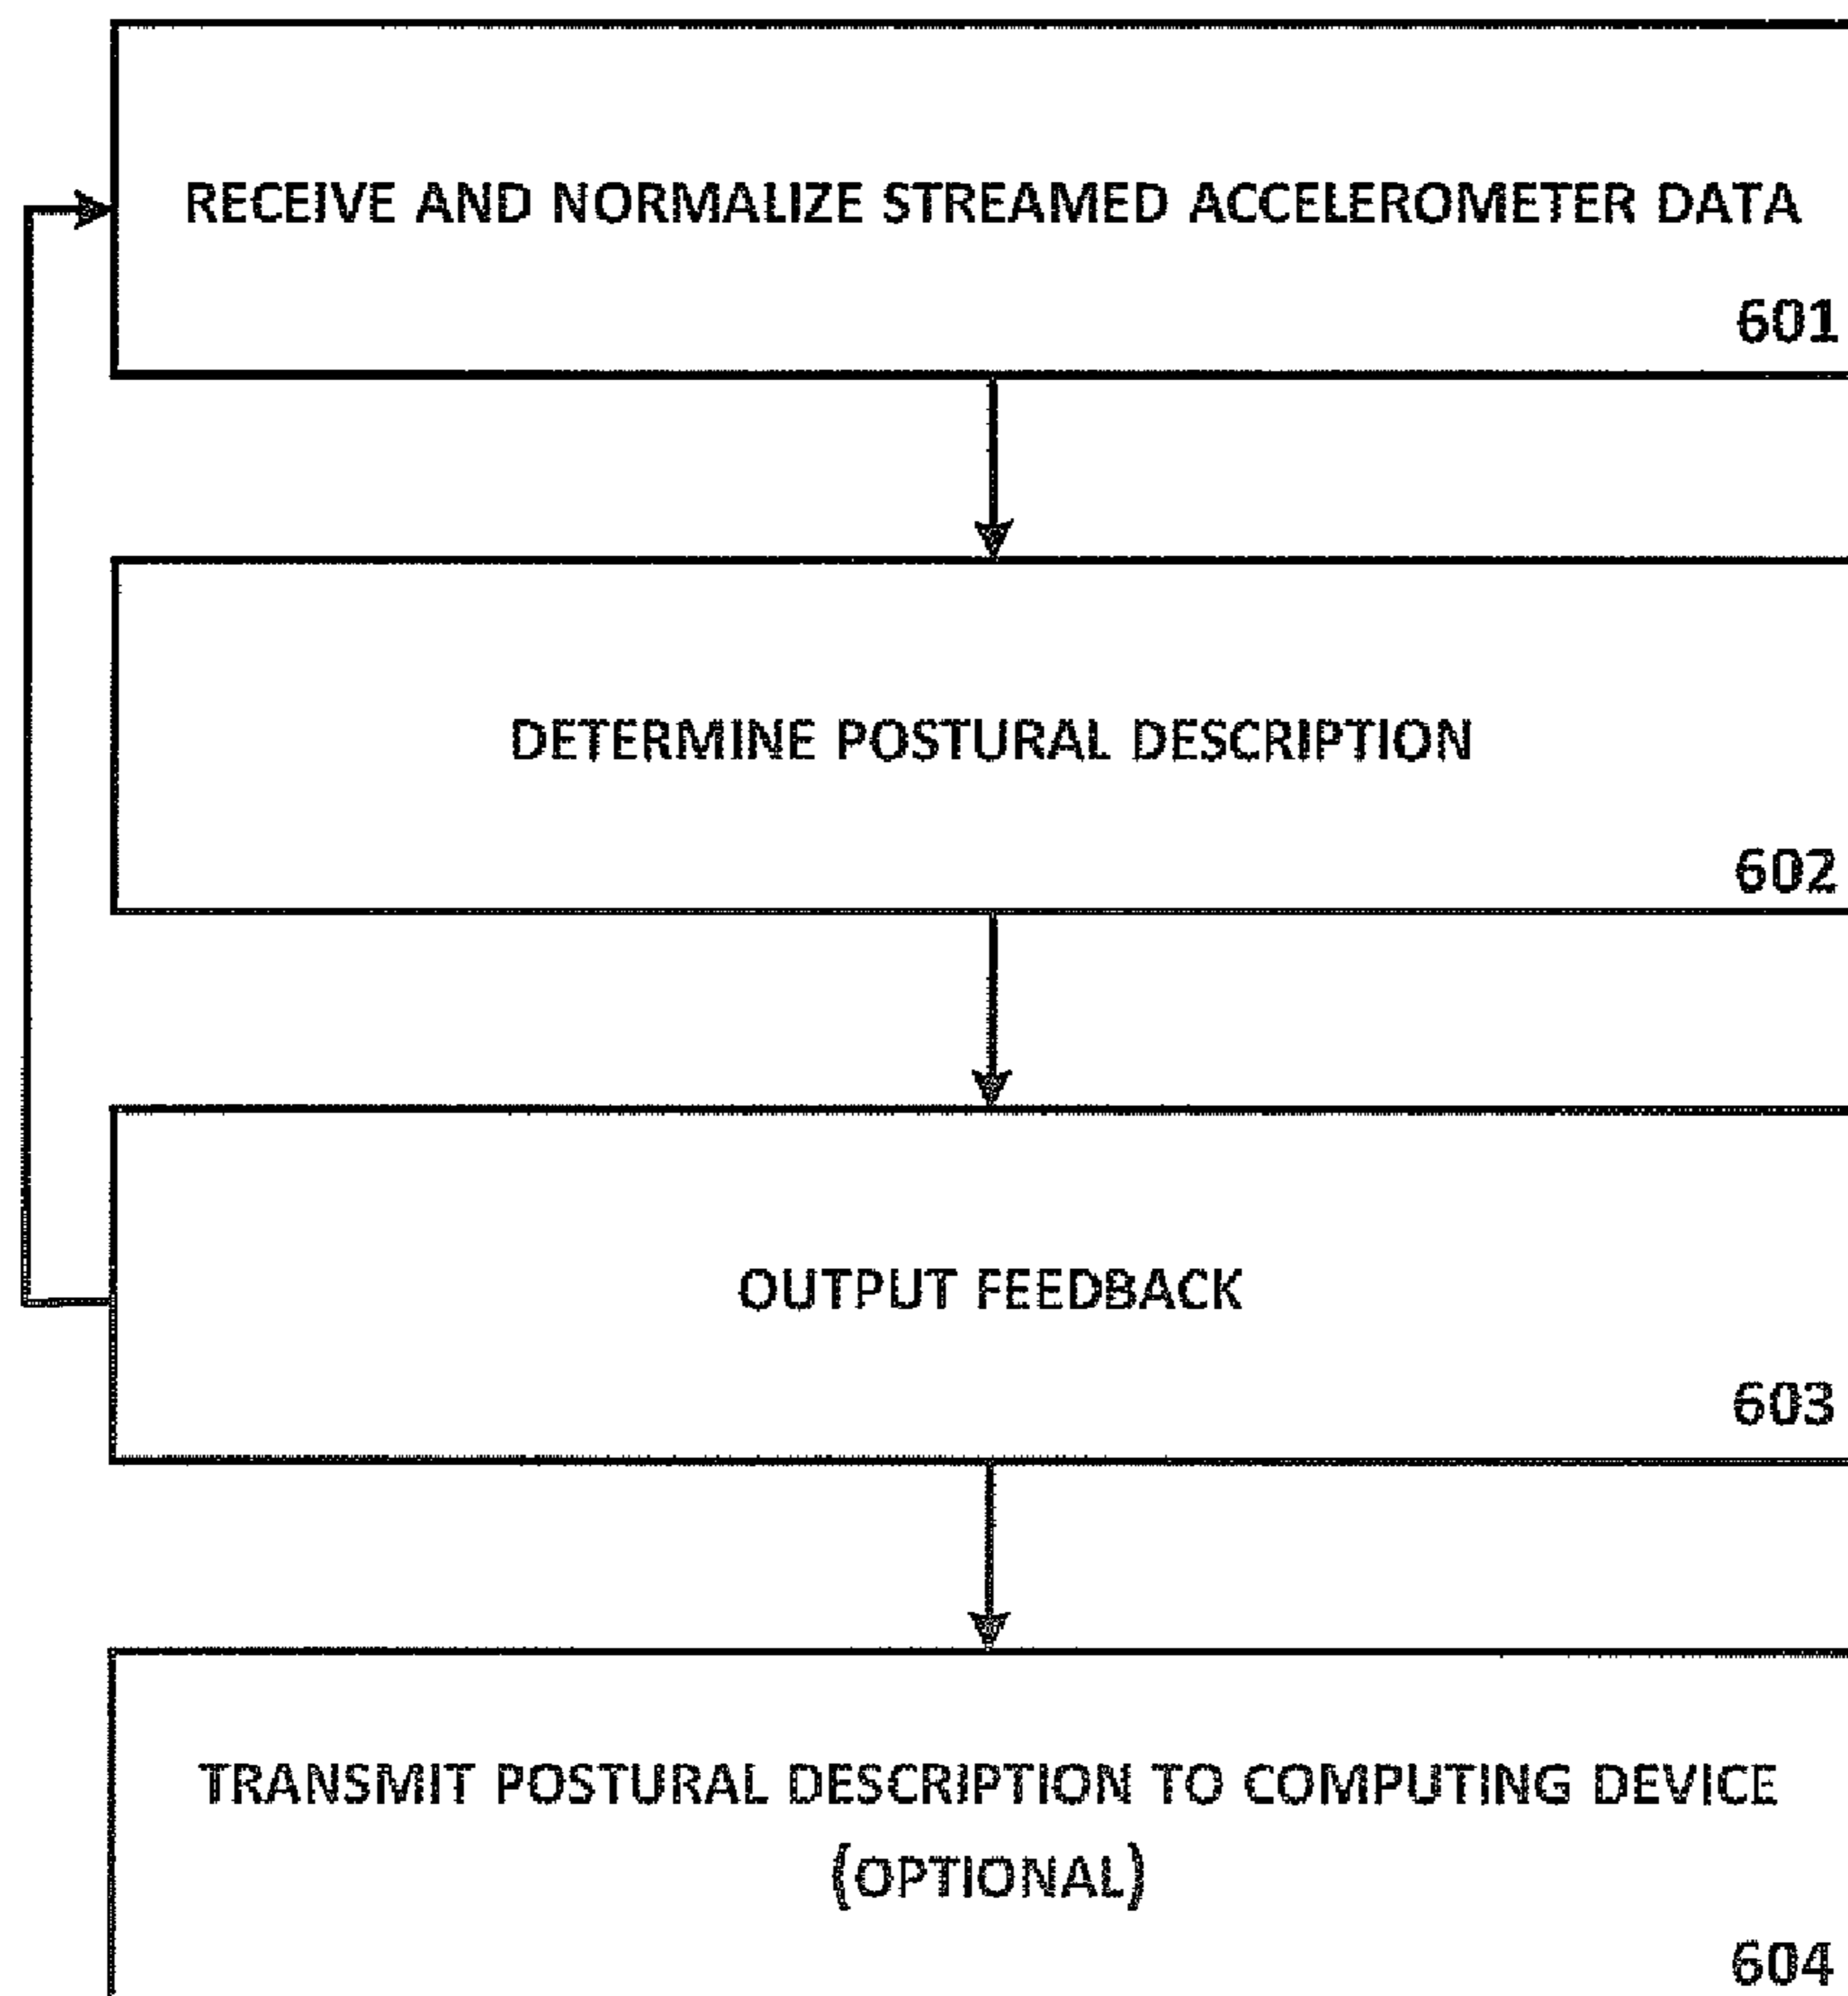 RECEIVE AND NORMALIZE STREAMED ACCELEROMETER DATA
601
DETERMINE POSTURAL DESCRIPTION
602
OUTPUT FEEDBACK
603
TRANSMIT POSTURAL DESCRIPTION TO COMPUTING DEVICE
(OPTIONAL)
604